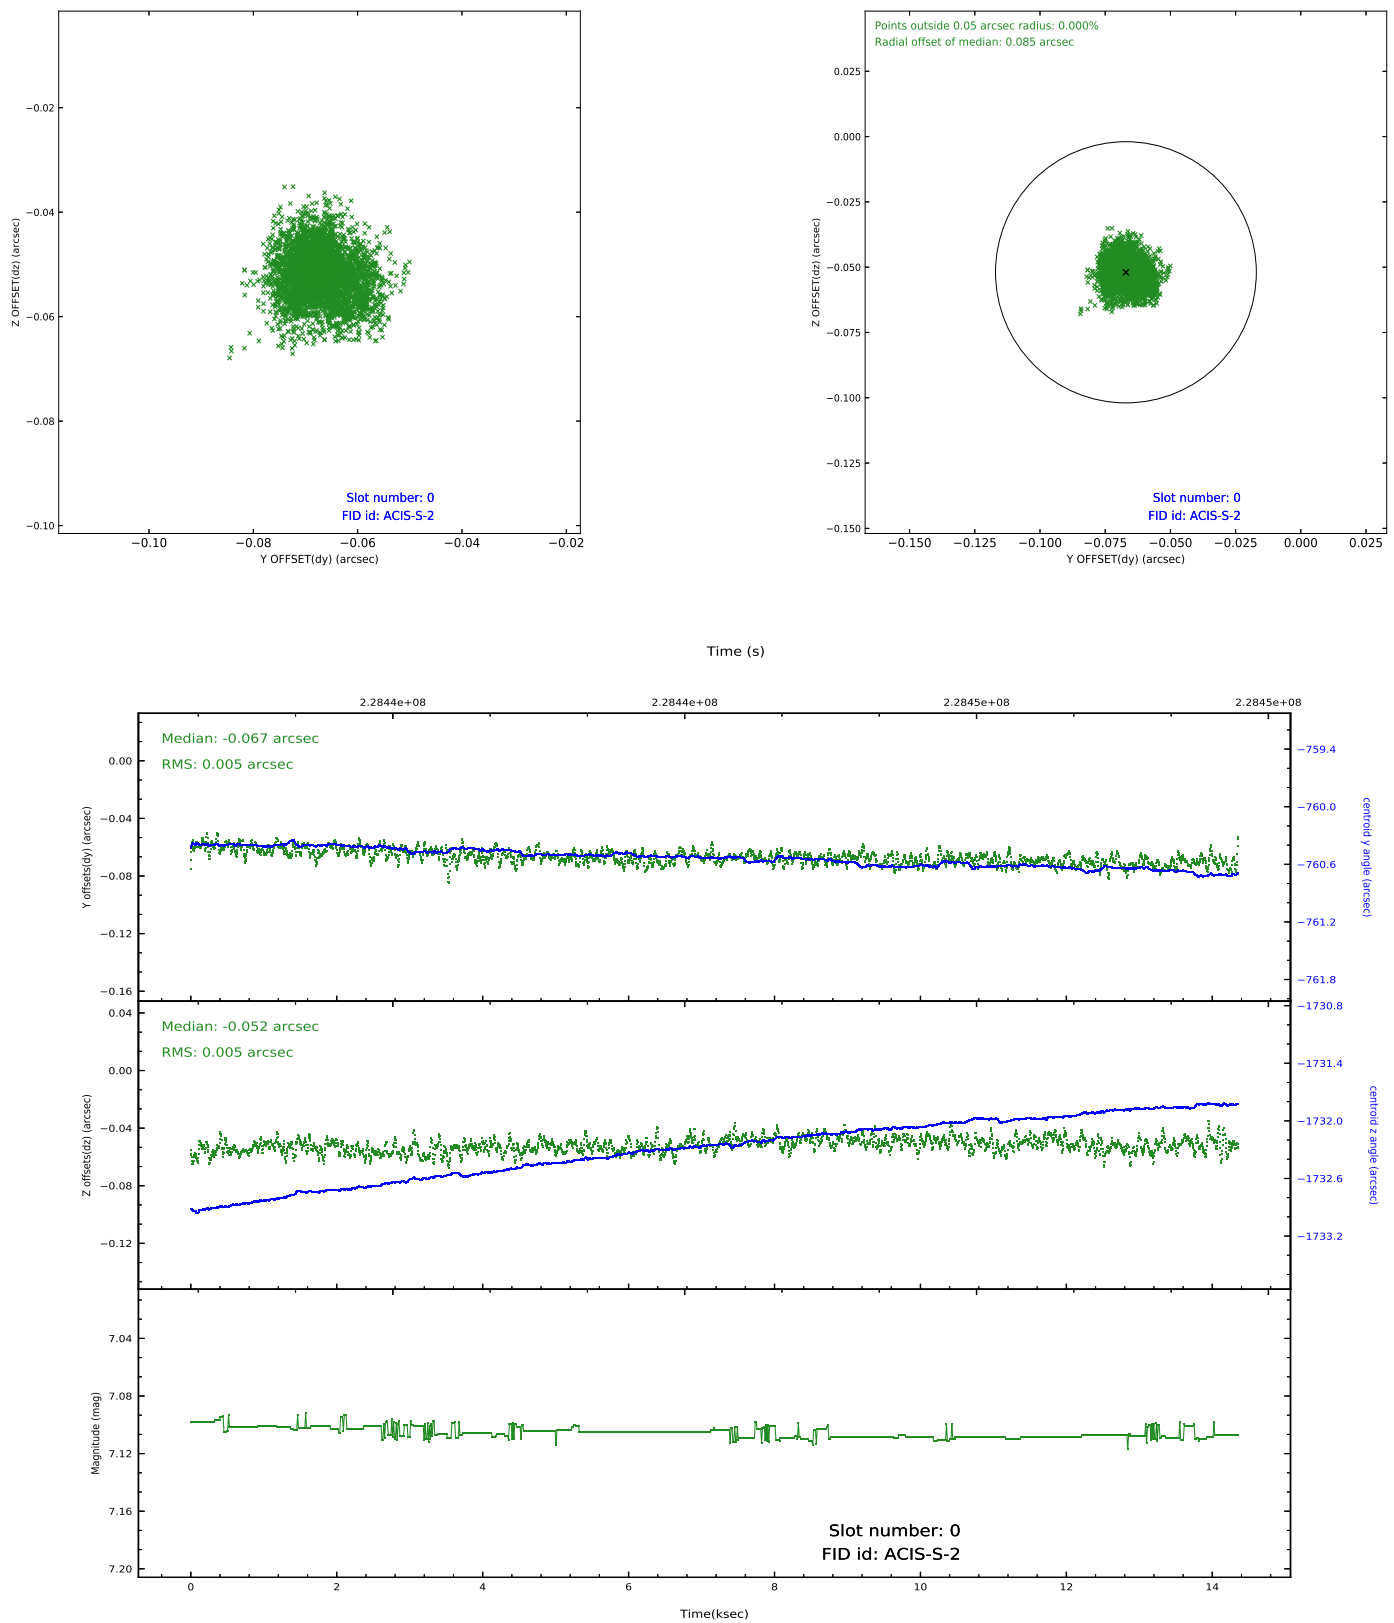 Points outside 0.05 arcsec radius: 0.000%
Radial offset of median: 0.085 arcsec
−0.02
−0.04
−0.06
−0.08
−0.10
Z OFFSET(dz) (arcsec)
Slot number: 0
FID id: ACIS-S-2
−0.10
−0.08
−0.06
−0.04
−0.02
Y OFFSET(dy) (arcsec)
0.025
0.000
−0.025
−0.050
−0.075
−0.100
−0.125
−0.150
Z OFFSET(dz) (arcsec)
Slot number: 0
FID id: ACIS-S-2
−0.150
−0.125
−0.100
−0.075
−0.050
−0.025
0.000
0.025
Y OFFSET(dy) (arcsec)
Time (s)
2.2844e+08
2.2844e+08
2.2845e+08
2.2845e+08
Median: -0.067 arcsec
RMS: 0.005 arcsec
0.00
−0.04
−0.08
−0.12
−0.16
Y offsets(dy) (arcsec)
−759.4
−760.0
−760.6
−761.2
−761.8
centroid y angle (arcsec)
Median: -0.052 arcsec
RMS: 0.005 arcsec
0.04
0.00
−0.04
−0.08
−0.12
Z offsets(dz) (arcsec)
−1730.8
−1731.4
−1732.0
−1732.6
−1733.2
centroid z angle (arcsec)
7.04
7.08
7.12
7.16
7.20
Magnitude (mag)
Slot number: 0
FID id: ACIS-S-2
0
2
4
6
8
10
12
14
Time(ksec)